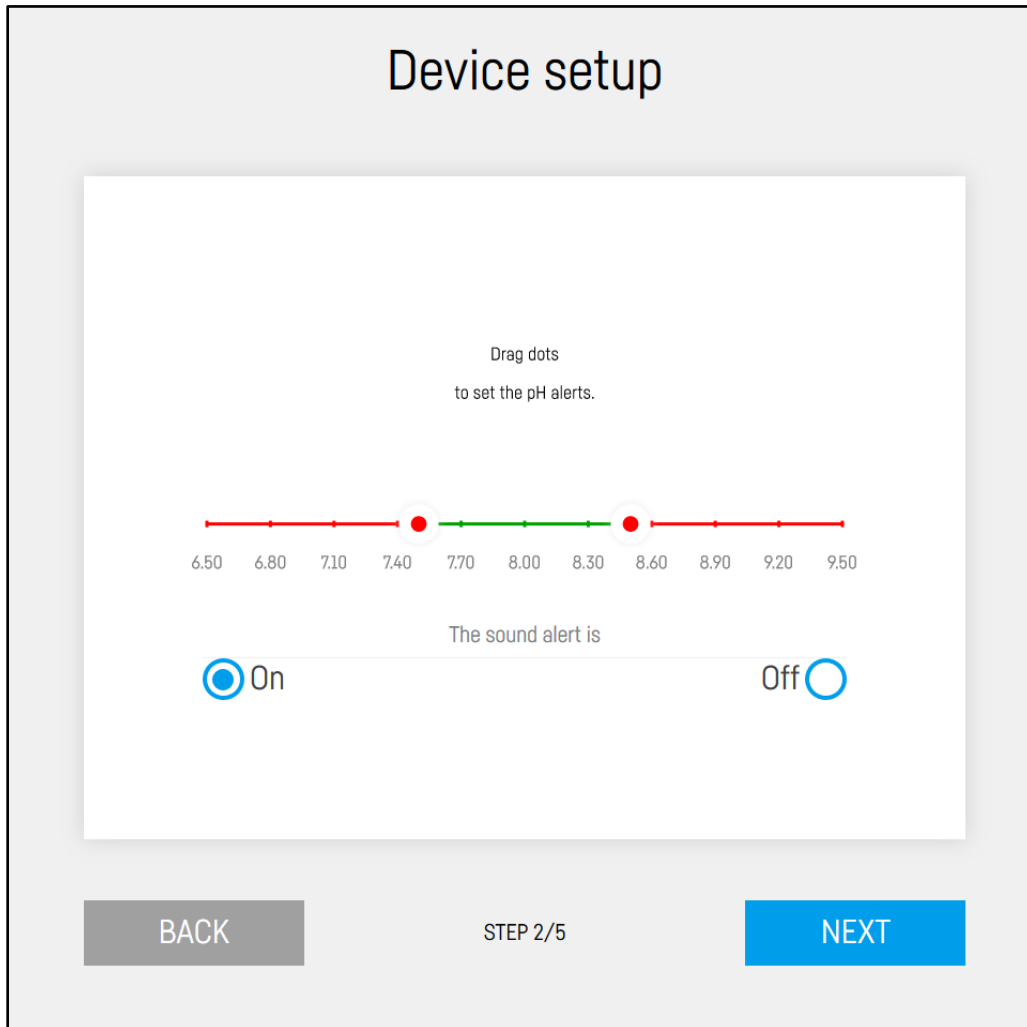 Device setup
Drag dots
to set the pH alerts.
6.50 6.80 7.10 7.40 7.70 8.00 8.30 8.60 8.90 9.20 9.50
The sound alert is
On Off
BACK STEP 2/5 NEXT